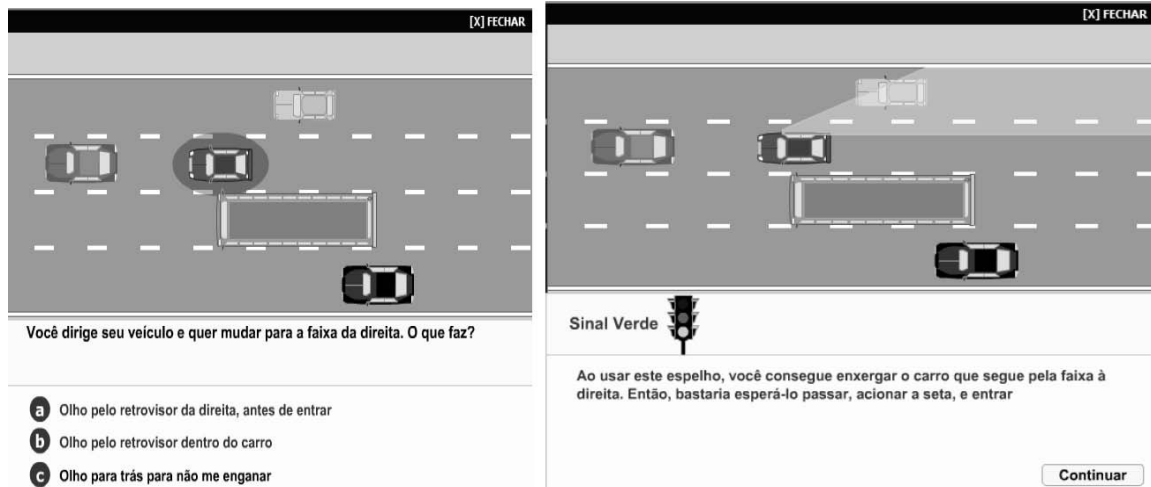 [X] FECHAR
Você dirige seu veículo e quer mudar para a faixa da direita. O que faz?
a Olho pelo retrovisor da direita, antes de entrar
b Olho pelo retrovisor dentro do carro
c Olho para trás para não me enganar
[X] FECHAR
Sinal Verde
Ao usar este espelho, você consegue enxergar o carro que segue pela faixa à
direita. Então, bastaria esperá-lo passar, acionar a seta, e entrar
Continuar